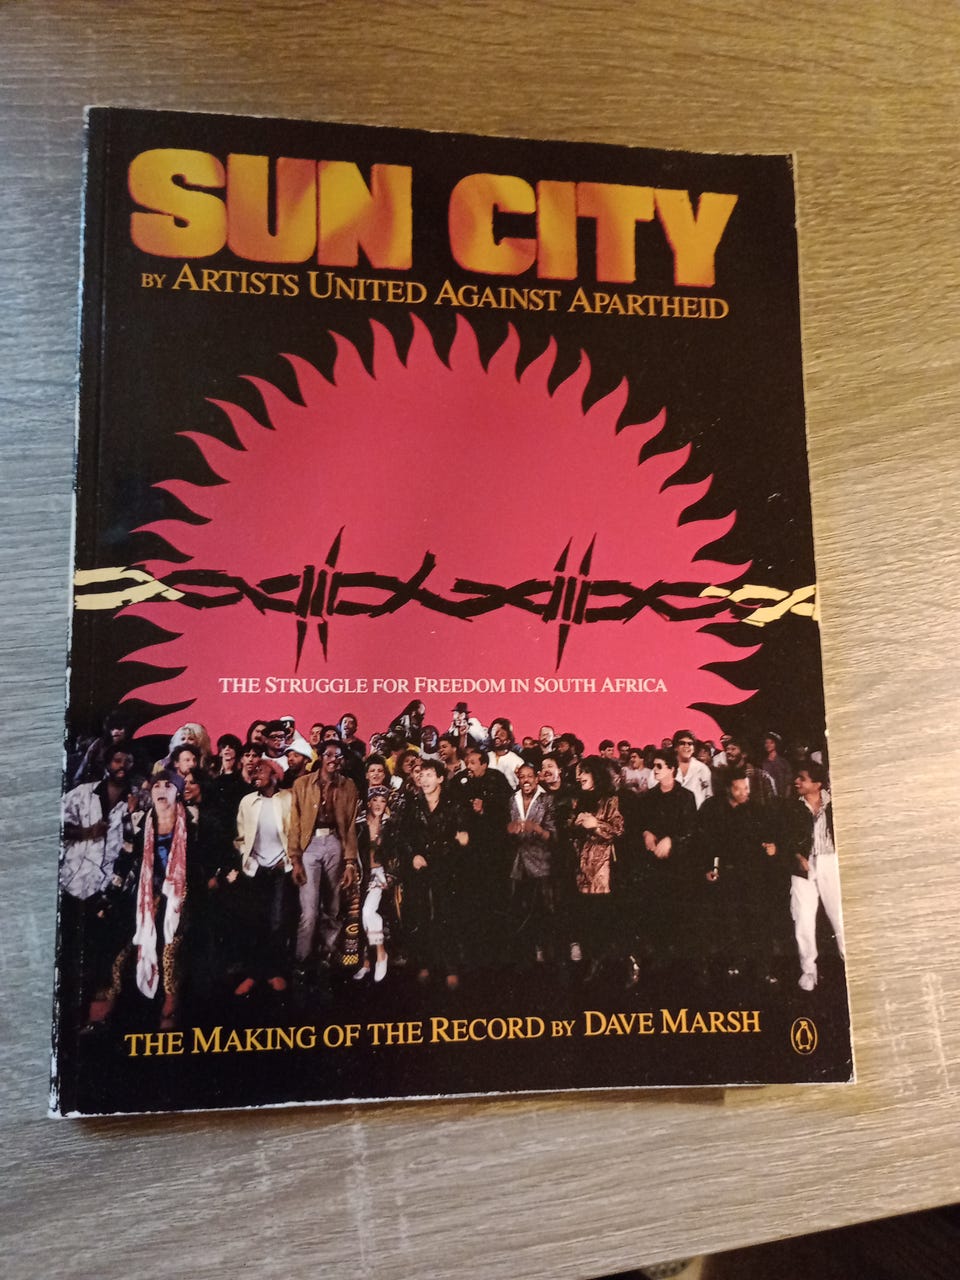 SUN CITY
BY ARTISTS UNITED AGAINST APARTHEID
THE STRUGGLE FOR FREEDOM IN SOUTH AFRICA
THE MAKING OF THE RECORD BY DAVE MARSH